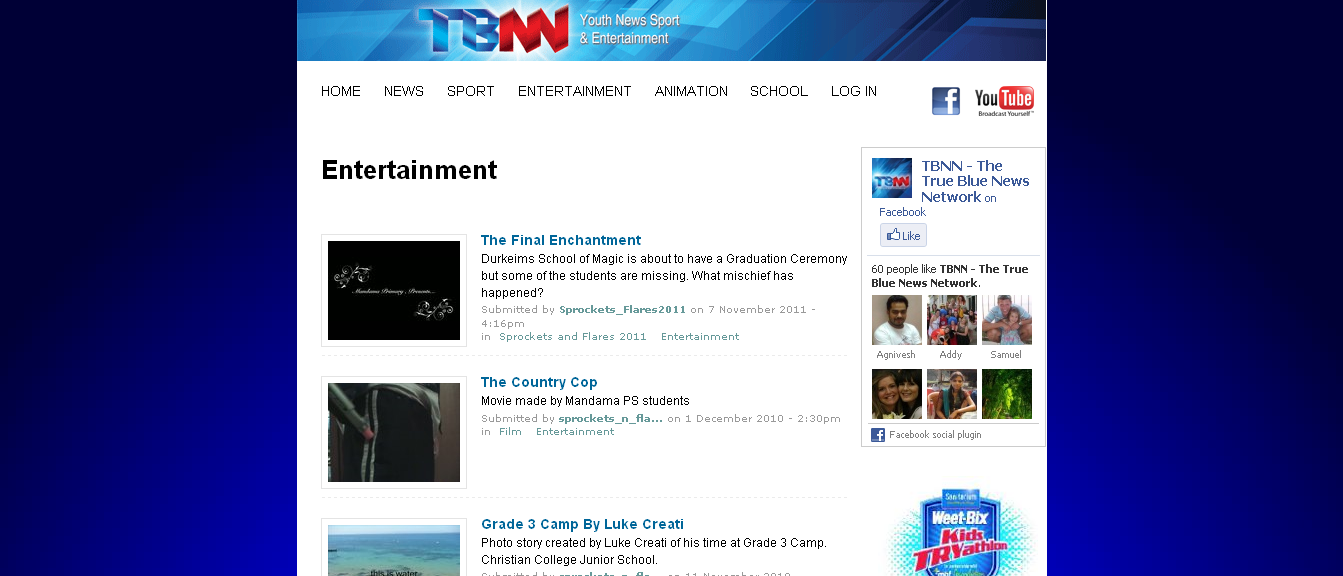 TBNN
Youth News Sport
& Entertainment
HOME NEWS SPORT ENTERTAINMENT ANIMATION SCHOOL LOG IN
You Tube
Broadcast Yourself™
Entertainment
The Final Enchantment
Durkeims School of Magic is about to have a Graduation Ceremony
but some of the students are missing. What mischief has
happened?
Submitted by Sprockets_Flares2011 on 7 November 2011 -
4:16pm
in Sprockets and Flares 2011 Entertainment
Mandama Primary, Presents...
The Country Cop
Movie made by Mandama PS students
Submitted by sprockets_n_fla... on 1 December 2010 - 2:30pm
in Film Entertainment
Grade 3 Camp By Luke Creati
Photo story created by Luke Creati of his time at Grade 3 Camp.
Christian College Junior School.
Submitted by sprockets_n_fla... on 11 November 2010
this is water
TBNN
TBNN - The
True Blue News
Network on
Facebook
Like
60 people like TBNN - The True
Blue News Network.
Agnivesh Addy Samuel
Facebook social plugin
Sanitarium
Weet-Bix
Kids
TRYathlon